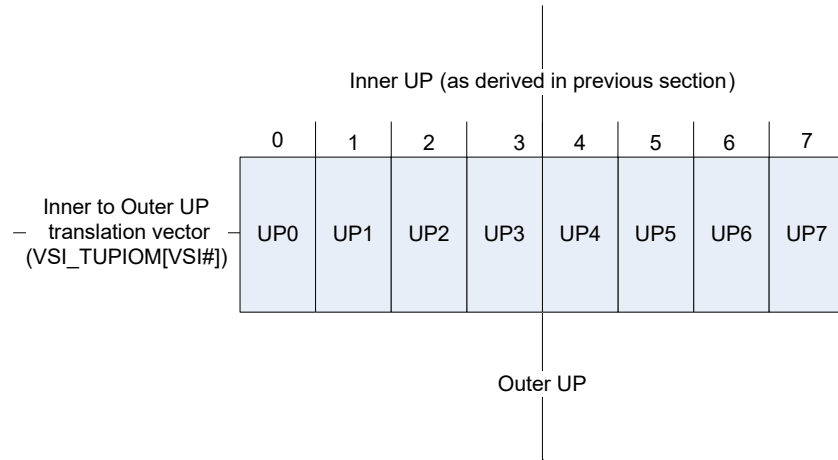 Inner UP (as derived in previous section)
0 1 2 3 4 5 6 7
Inner to Outer UP
translation vector
(VSI_TUPIOM[VSI#])
UP0 UP1 UP2 UP3 UP4 UP5 UP6 UP7
Outer UP